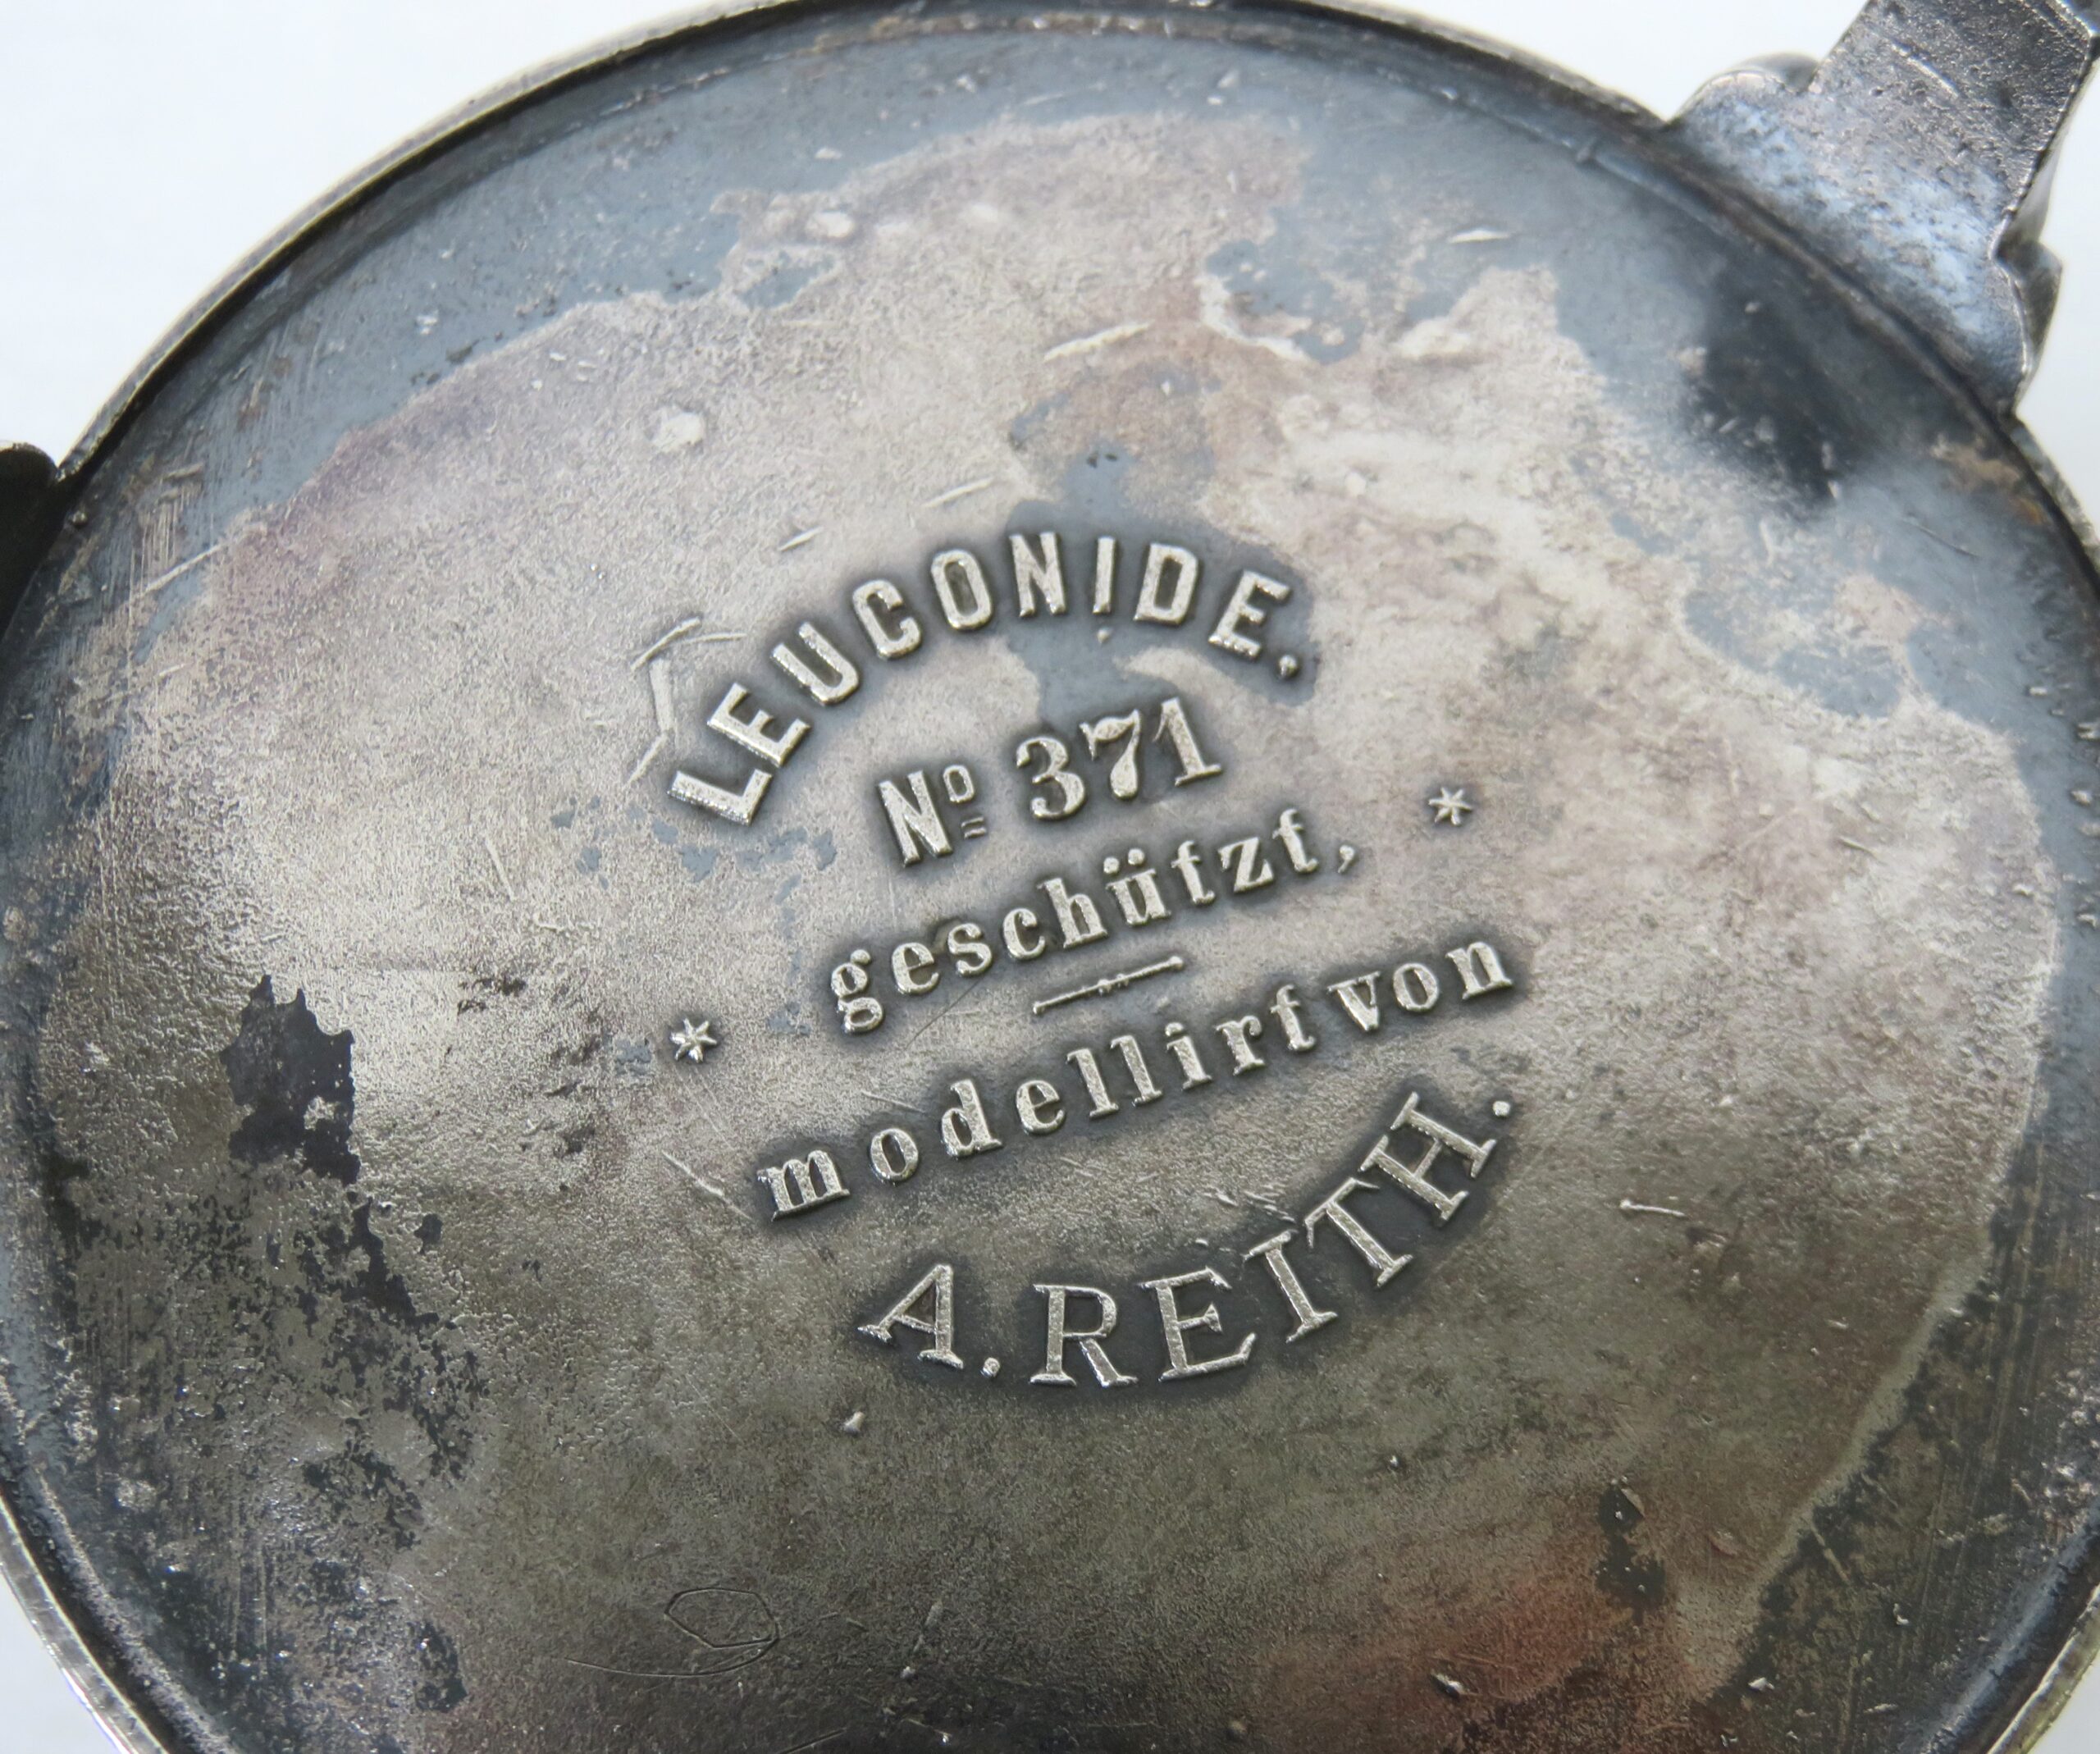 LEUCONIDE.
Nº 371
geschützt,
modellirt von
A. REITH.